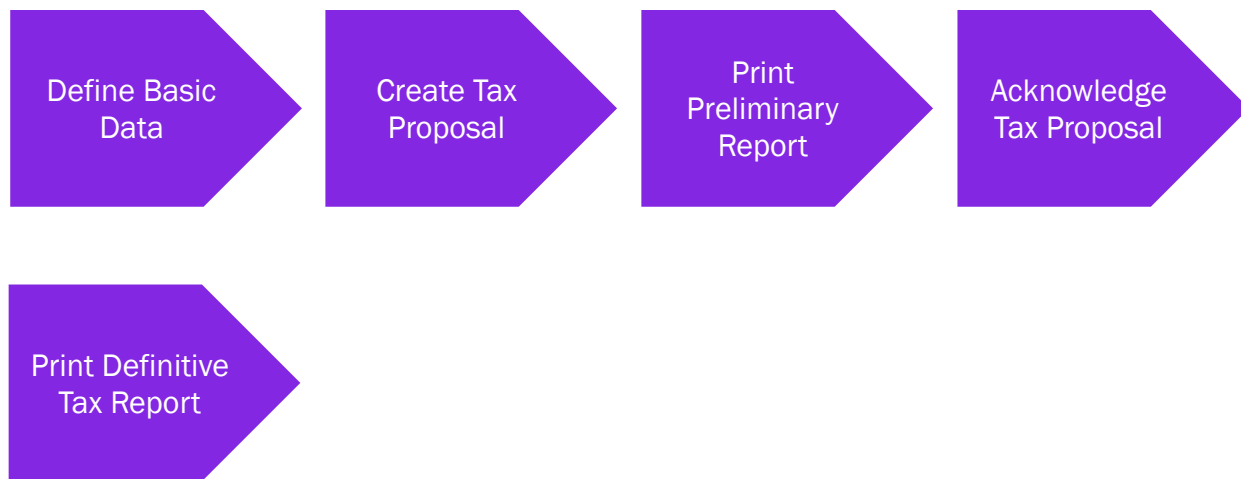 Define Basic
Data
Create Tax
Proposal
Print
Preliminary
Report
Acknowledge
Tax Proposal
Print Definitive
Tax Report